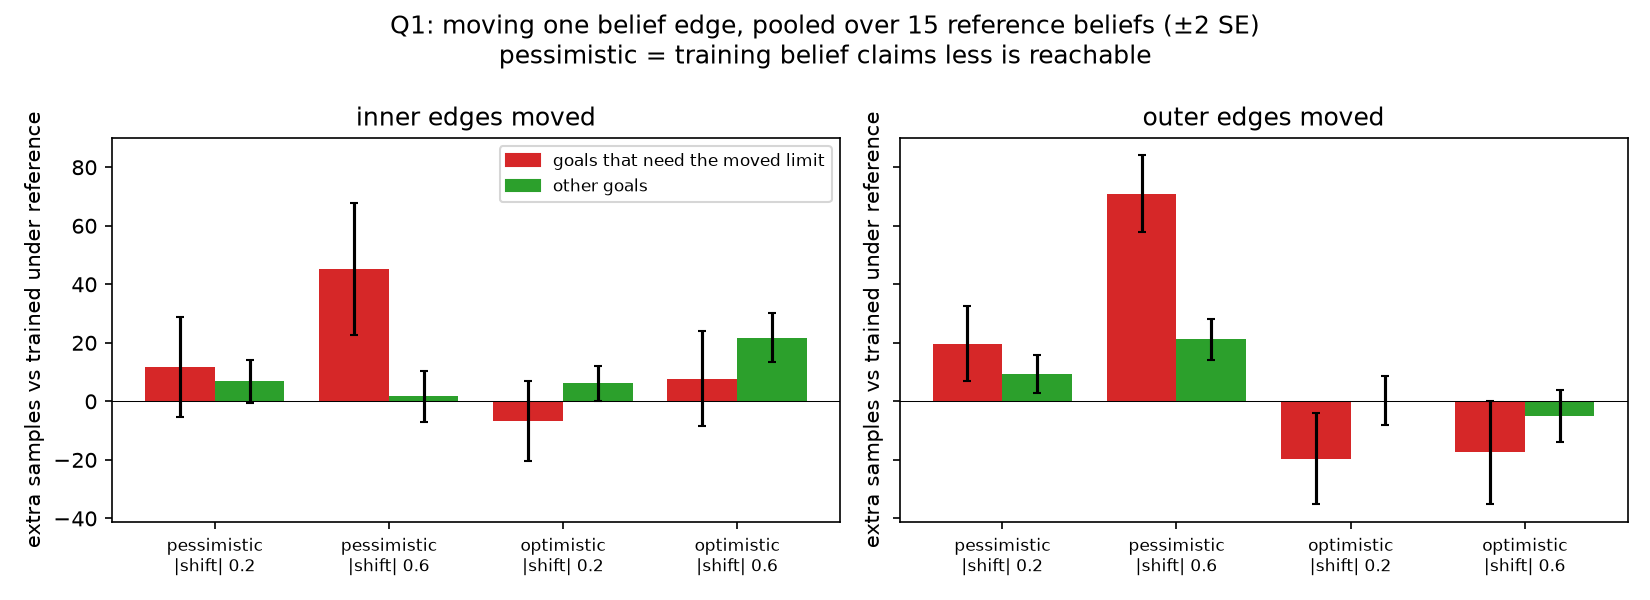 Q1: moving one belief edge, pooled over 15 reference beliefs (±2 SE)
pessimistic = training belief claims less is reachable
inner edges moved
extra samples vs trained under reference
80
60
40
20
0
−20
−40
goals that need the moved limit
other goals
pessimistic
|shift| 0.2
pessimistic
|shift| 0.6
optimistic
|shift| 0.2
optimistic
|shift| 0.6
outer edges moved
extra samples vs trained under reference
pessimistic
|shift| 0.2
pessimistic
|shift| 0.6
optimistic
|shift| 0.2
optimistic
|shift| 0.6